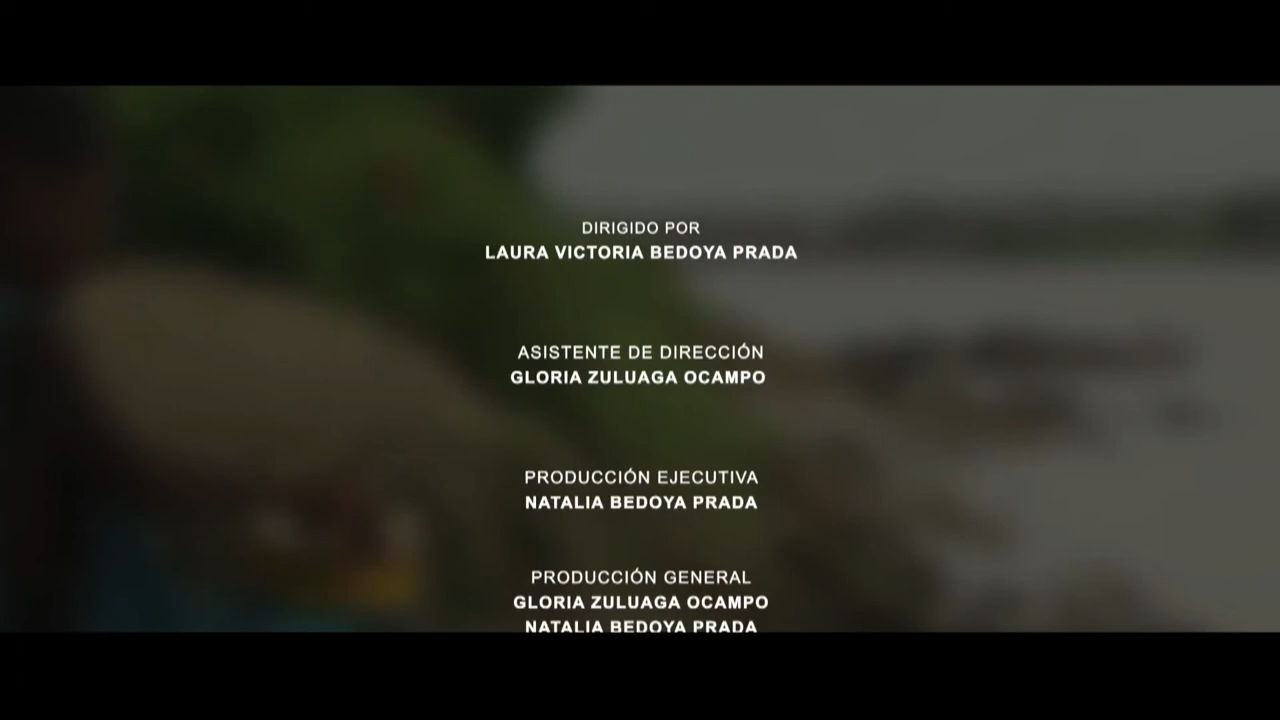 DIRIGIDO POR
LAURA VICTORIA BEDOYA PRADA
ASISTENTE DE DIRECCIÓN
GLORIA ZULUAGA OCAMPO
PRODUCCIÓN EJECUTIVA
NATALIA BEDOYA PRADA
PRODUCCIÓN GENERAL
GLORIA ZULUAGA OCAMPO
NATALIA BEDOYA PRADA